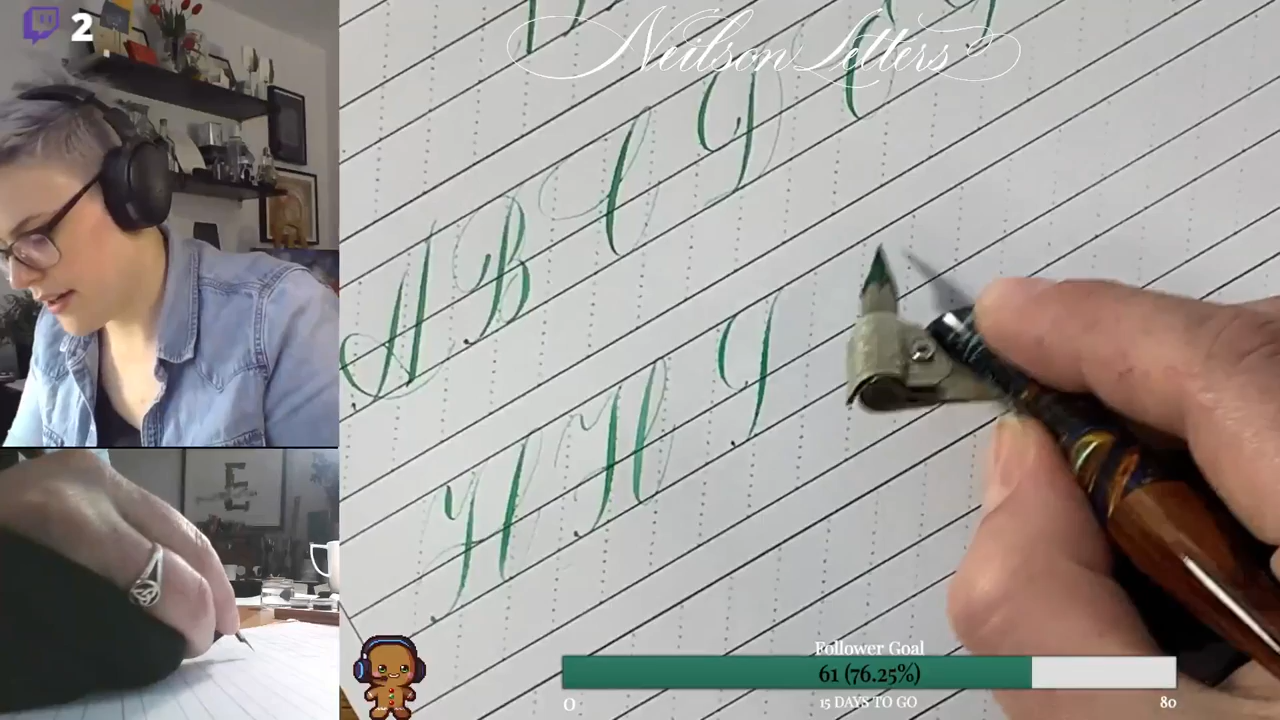 2
Neilson Letters
A B C
H H
Follower Goal
61 (76.25%)
0 15 DAYS TO GO 80